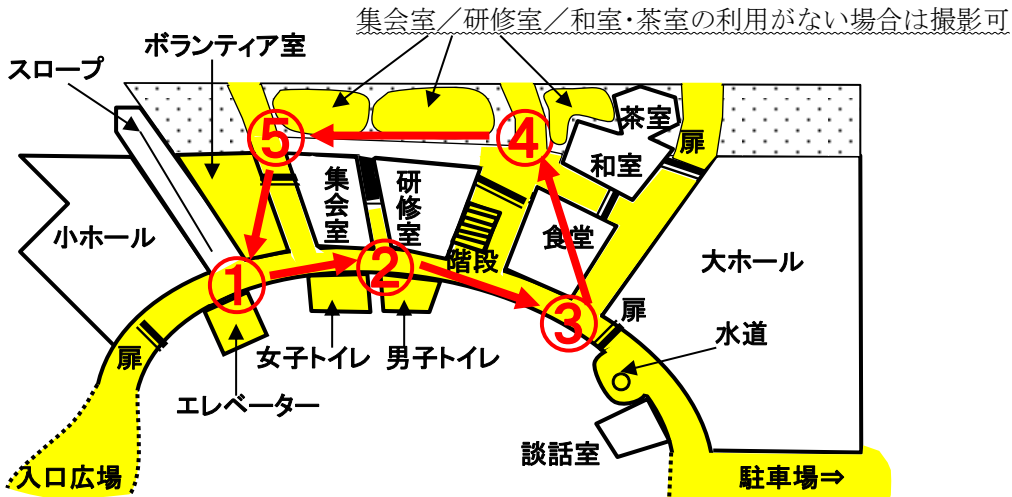 集会室／研修室／和室・茶室の利用がない場合は撮影可
ボランティア室
スロープ
茶室
扉
⑤
④
和室
集会室
研修室
小ホール
食堂
大ホール
階段
①
②
③
扉
水道
扉
女子トイレ
男子トイレ
エレベーター
談話室
入口広場
駐車場⇒